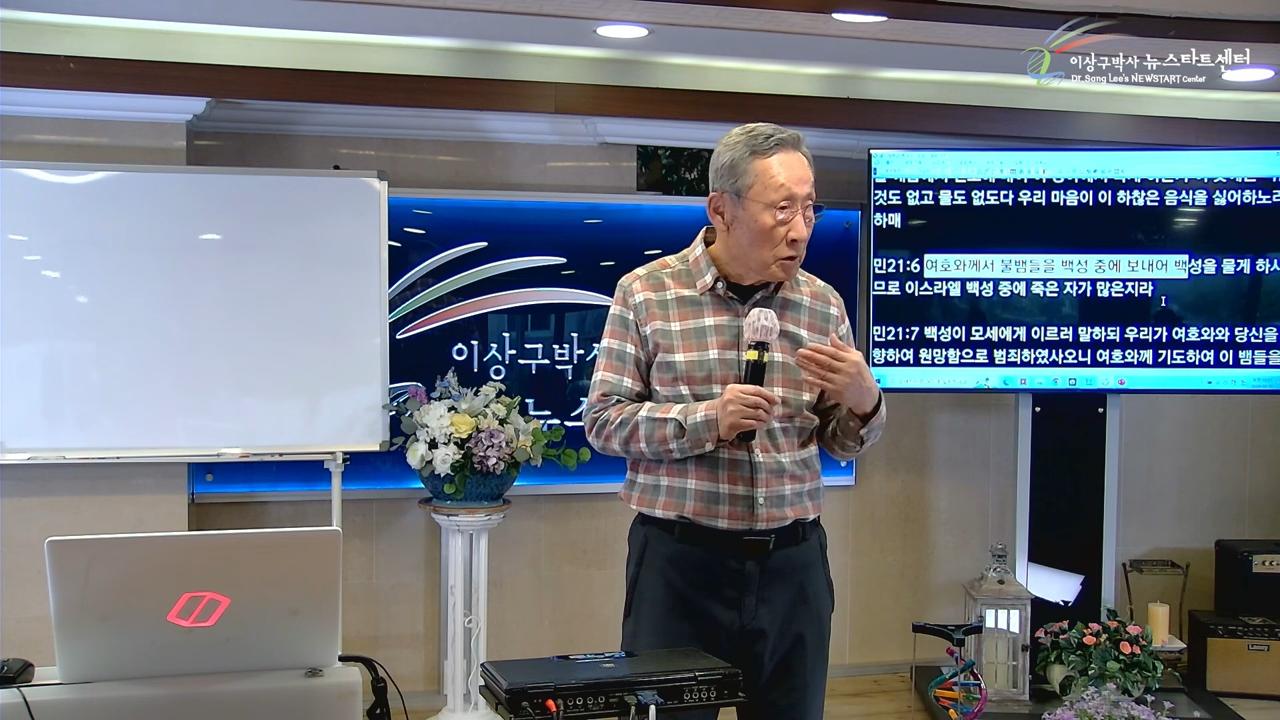 이상구박사 뉴스타트센터
Dr. Sang Lee's NEWSTART Center
것도 없고 물도 없도다 우리 마음이 이 하찮은 음식을 싫어하노라
하매
민21:6 여호와께서 불뱀들을 백성 중에 보내어 백성을 물게 하시
므로 이스라엘 백성 중에 죽은 자가 많은지라
민21:7 백성이 모세에게 이르러 말하되 우리가 여호와와 당신을
향하여 원망함으로 범죄하였사오니 여호와께 기도하여 이 뱀들을
이상구박사
뉴스
Laney